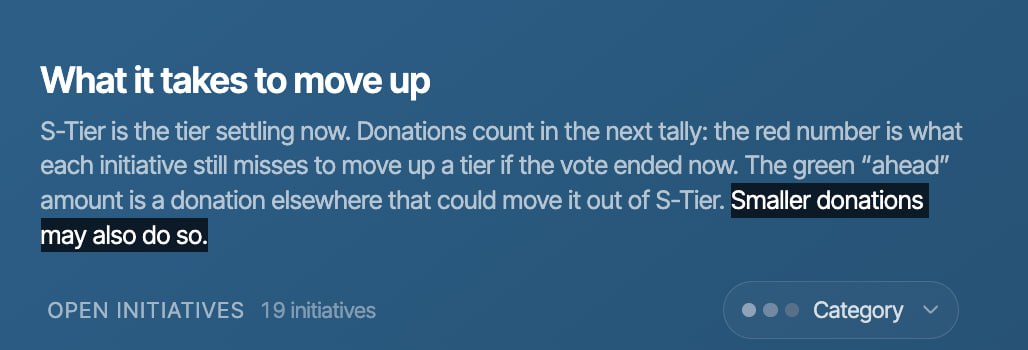 What it takes to move up
S-Tier is the tier settling now. Donations count in the next tally: the red number is what
each initiative still misses to move up a tier if the vote ended now. The green “ahead”
amount is a donation elsewhere that could move it out of S-Tier. Smaller donations
may also do so.
OPEN INITIATIVES 19 initiatives Category